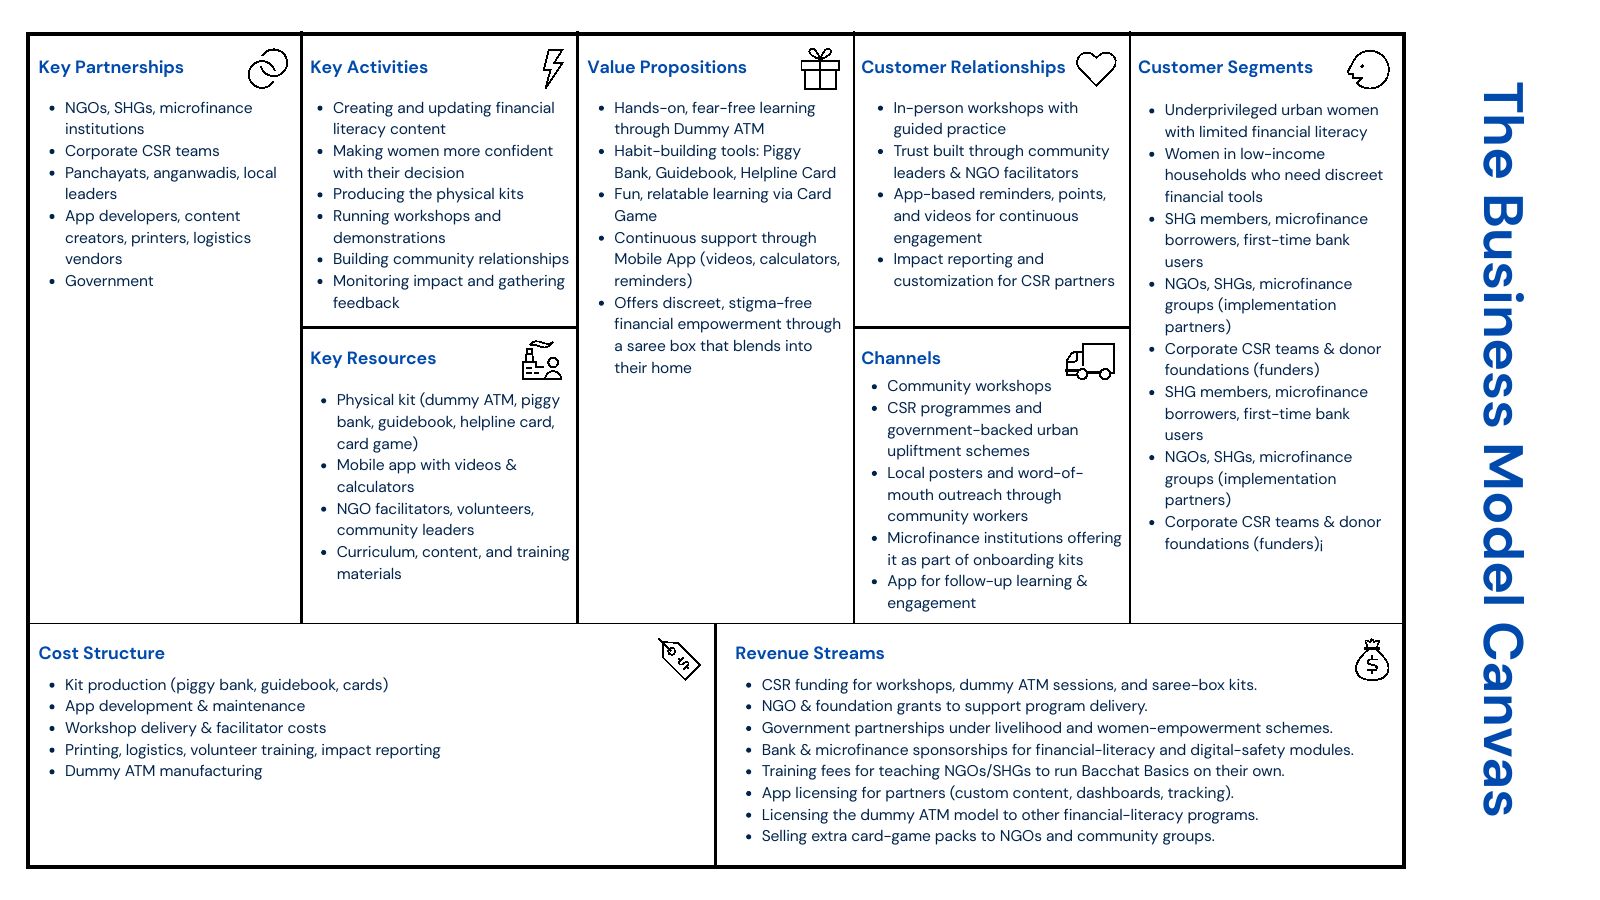 Key Partnerships
• NGOs, SHGs, microfinance
institutions
• Corporate CSR teams
• Panchayats, anganwadis, local
leaders
• App developers, content
creators, printers, logistics
vendors
• Government
Key Activities
• Creating and updating financial
literacy content
• Making women more confident
with their decision
• Producing the physical kits
• Running workshops and
demonstrations
• Building community relationships
• Monitoring impact and gathering
feedback
Key Resources
• Physical kit (dummy ATM, piggy
bank, guidebook, helpline card,
card game)
• Mobile app with videos &
calculators
• NGO facilitators, volunteers,
community leaders
• Curriculum, content, and training
materials
Value Propositions
• Hands-on, fear-free learning
through Dummy ATM
• Habit-building tools: Piggy
Bank, Guidebook, Helpline Card
• Fun, relatable learning via Card
Game
• Continuous support through
Mobile App (videos, calculators,
reminders)
• Offers discreet, stigma-free
financial empowerment through
a saree box that blends into
their home
Customer Relationships
• In-person workshops with
guided practice
• Trust built through community
leaders & NGO facilitators
• App-based reminders, points,
and videos for continuous
engagement
• Impact reporting and
customization for CSR partners
Channels
• Community workshops
• CSR programmes and
government-backed urban
upliftment schemes
• Local posters and word-of-
mouth outreach through
community workers
• Microfinance institutions offering
it as part of onboarding kits
• App for follow-up learning &
engagement
Customer Segments
• Underprivileged urban women
with limited financial literacy
• Women in low-income
households who need discreet
financial tools
• SHG members, microfinance
borrowers, first-time bank
users
• NGOs, SHGs, microfinance
groups (implementation
partners)
• Corporate CSR teams & donor
foundations (funders)
• SHG members, microfinance
borrowers, first-time bank
users
• NGOs, SHGs, microfinance
groups (implementation
partners)
• Corporate CSR teams & donor
foundations (funders)¡
Cost Structure
• Kit production (piggy bank, guidebook, cards)
• App development & maintenance
• Workshop delivery & facilitator costs
• Printing, logistics, volunteer training, impact reporting
• Dummy ATM manufacturing
$
Revenue Streams
• CSR funding for workshops, dummy ATM sessions, and saree-box kits.
• NGO & foundation grants to support program delivery.
• Government partnerships under livelihood and women-empowerment schemes.
• Bank & microfinance sponsorships for financial-literacy and digital-safety modules.
• Training fees for teaching NGOs/SHGs to run Bacchat Basics on their own.
• App licensing for partners (custom content, dashboards, tracking).
• Licensing the dummy ATM model to other financial-literacy programs.
• Selling extra card-game packs to NGOs and community groups.
$
The Business Model Canvas